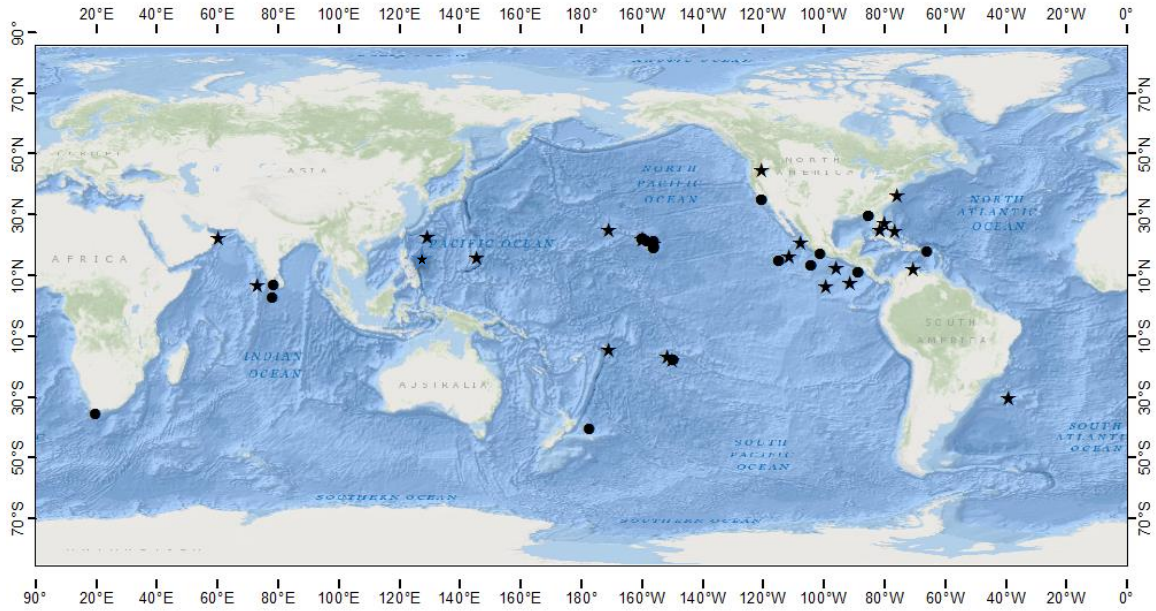 20°E 40°E 60°E 80°E 100°E 120°E 140°E 160°E 180° 160°W 140°W 120°W 100°W 80°W 60°W 40°W 20°W 0°
90°
70°N 70°N
50°N 50°N
30°N 30°N
10°N 10°N
10°S 10°S
30°S 30°S
50°S 50°S
70°S 70°S
ASIA
NORTH
AMERICA
NORTH
PACIFIC
OCEAN
NORTH
ATLANTIC
OCEAN
PACIFIC OCEAN
AFRICA
SOUTH
AMERICA
INDIAN
OCEAN
AUSTRALIA
SOUTH
PACIFIC
OCEAN
SOUTH
ATLANTIC
OCEAN
SOUTHERN OCEAN
SOUTHERN OCEAN
90° 20°E 40°E 60°E 80°E 100°E 120°E 140°E 160°E 180° 160°W 140°W 120°W 100°W 80°W 60°W 40°W 20°W 0°